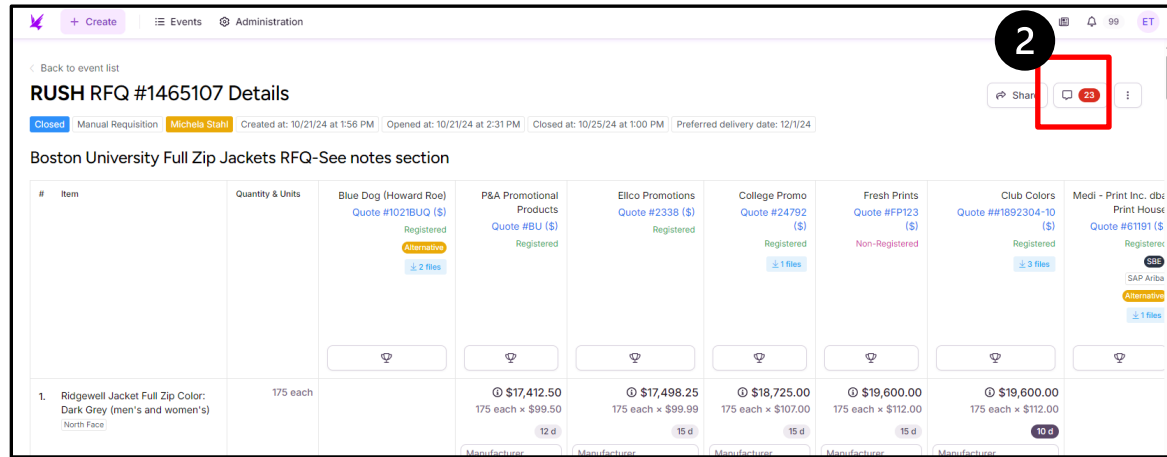 + Create
Events
Administration
99
ET
2
Back to event list
RUSH RFQ #1465107 Details
Share
23
Closed
Manual Requisition
Michela Stahl
Created at: 10/21/24 at 1:56 PM
Opened at: 10/21/24 at 2:31 PM
Closed at: 10/25/24 at 1:00 PM
Preferred delivery date: 12/1/24
Boston University Full Zip Jackets RFQ-See notes section
#
Item
Quantity & Units
Blue Dog (Howard Roe)
Quote #1021BUQ ($)
Registered
Alternative
2 files
P&A Promotional
Products
Quote #BU ($)
Registered
Ellco Promotions
Quote #2338 ($)
Registered
College Promo
Quote #24792
($)
Registered
1 files
Fresh Prints
Quote #FP123
($)
Non-Registered
Club Colors
Quote ##1892304-10
($)
Registered
3 files
Medi - Print Inc. dba
Print House
Quote #61191 ($
Registered
SBE
SAP Ariba
Alternative
1 files
1.
Ridgewell Jacket Full Zip Color:
Dark Grey (men's and women's)
North Face
175 each
$17,412.50
175 each × $99.50
12 d
Manufacturer
$17,498.25
175 each × $99.99
15 d
Manufacturer
$18,725.00
175 each × $107.00
15 d
Manufacturer
$19,600.00
175 each × $112.00
15 d
Manufacturer
$19,600.00
175 each × $112.00
10 d
Manufacturer